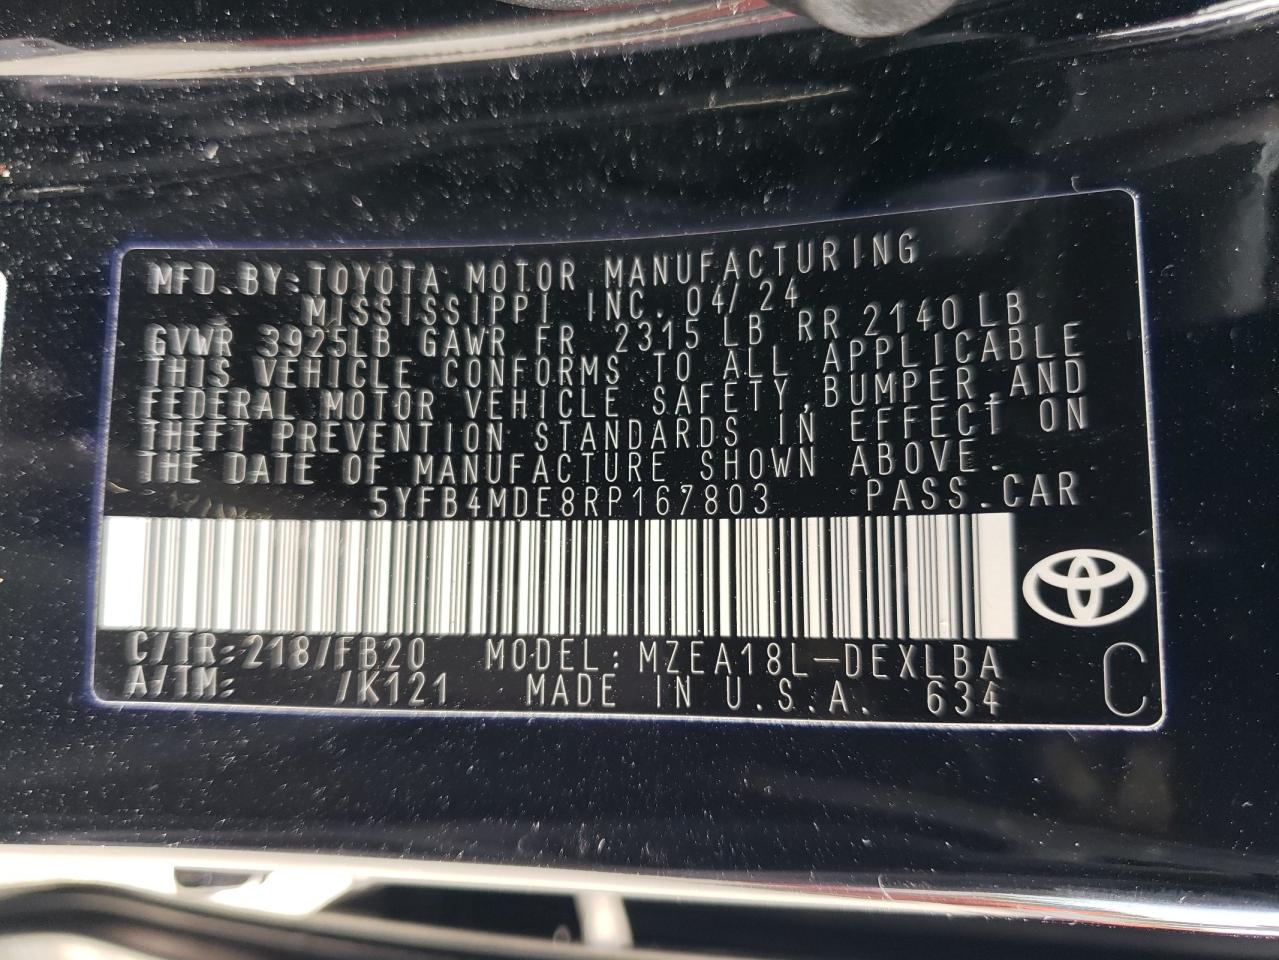 MFD.BY:TOYOTA MOTOR MANUFACTURING
MISSISSIPPI INC. 04/24
GVWR 3925LB GAWR FR 2315 LB RR 2140 LB
THIS VEHICLE CONFORMS TO ALL APPLICABLE
FEDERAL MOTOR VEHICLE SAFETY,BUMPER,AND
THEFT PREVENTION STANDARDS IN EFFECT ON
THE DATE OF MANUFACTURE SHOWN ABOVE.
5YFB4MDE8RP167803 PASS.CAR
C/TR:218/FB20 MODEL:MZEA18L-DEXLBA
A/TM: /K121 MADE IN U.S.A. 634 C